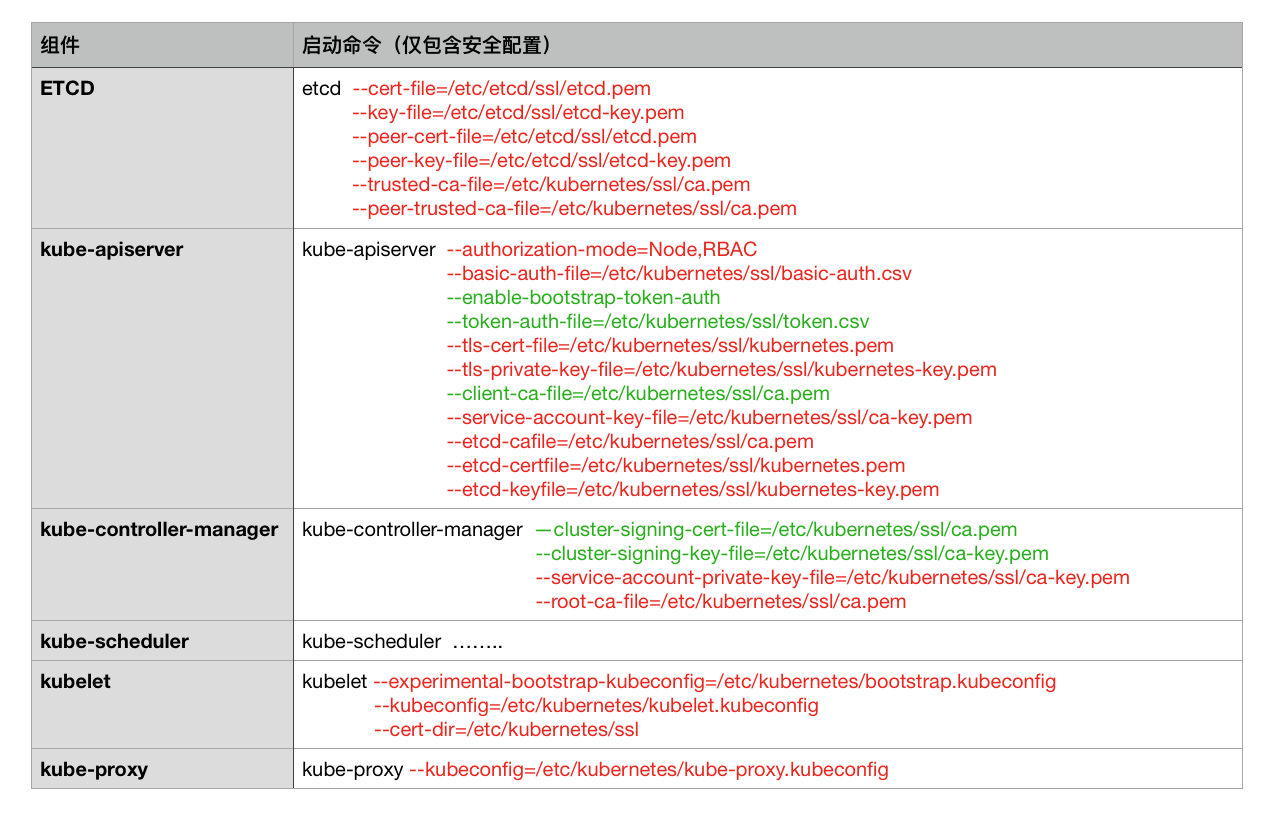 组件
启动命令（仅包含安全配置）
ETCD
etcd --cert-file=/etc/etcd/ssl/etcd.pem
--key-file=/etc/etcd/ssl/etcd-key.pem
--peer-cert-file=/etc/etcd/ssl/etcd.pem
--peer-key-file=/etc/etcd/ssl/etcd-key.pem
--trusted-ca-file=/etc/kubernetes/ssl/ca.pem
--peer-trusted-ca-file=/etc/kubernetes/ssl/ca.pem
kube-apiserver
kube-apiserver --authorization-mode=Node,RBAC
--basic-auth-file=/etc/kubernetes/ssl/basic-auth.csv
--enable-bootstrap-token-auth
--token-auth-file=/etc/kubernetes/ssl/token.csv
--tls-cert-file=/etc/kubernetes/ssl/kubernetes.pem
--tls-private-key-file=/etc/kubernetes/ssl/kubernetes-key.pem
--client-ca-file=/etc/kubernetes/ssl/ca.pem
--service-account-key-file=/etc/kubernetes/ssl/ca-key.pem
--etcd-cafile=/etc/kubernetes/ssl/ca.pem
--etcd-certfile=/etc/kubernetes/ssl/kubernetes.pem
--etcd-keyfile=/etc/kubernetes/ssl/kubernetes-key.pem
kube-controller-manager
kube-controller-manager —cluster-signing-cert-file=/etc/kubernetes/ssl/ca.pem
--cluster-signing-key-file=/etc/kubernetes/ssl/ca-key.pem
--service-account-private-key-file=/etc/kubernetes/ssl/ca-key.pem
--root-ca-file=/etc/kubernetes/ssl/ca.pem
kube-scheduler
kube-scheduler ……..
kubelet
kubelet --experimental-bootstrap-kubeconfig=/etc/kubernetes/bootstrap.kubeconfig
--kubeconfig=/etc/kubernetes/kubelet.kubeconfig
--cert-dir=/etc/kubernetes/ssl
kube-proxy
kube-proxy --kubeconfig=/etc/kubernetes/kube-proxy.kubeconfig